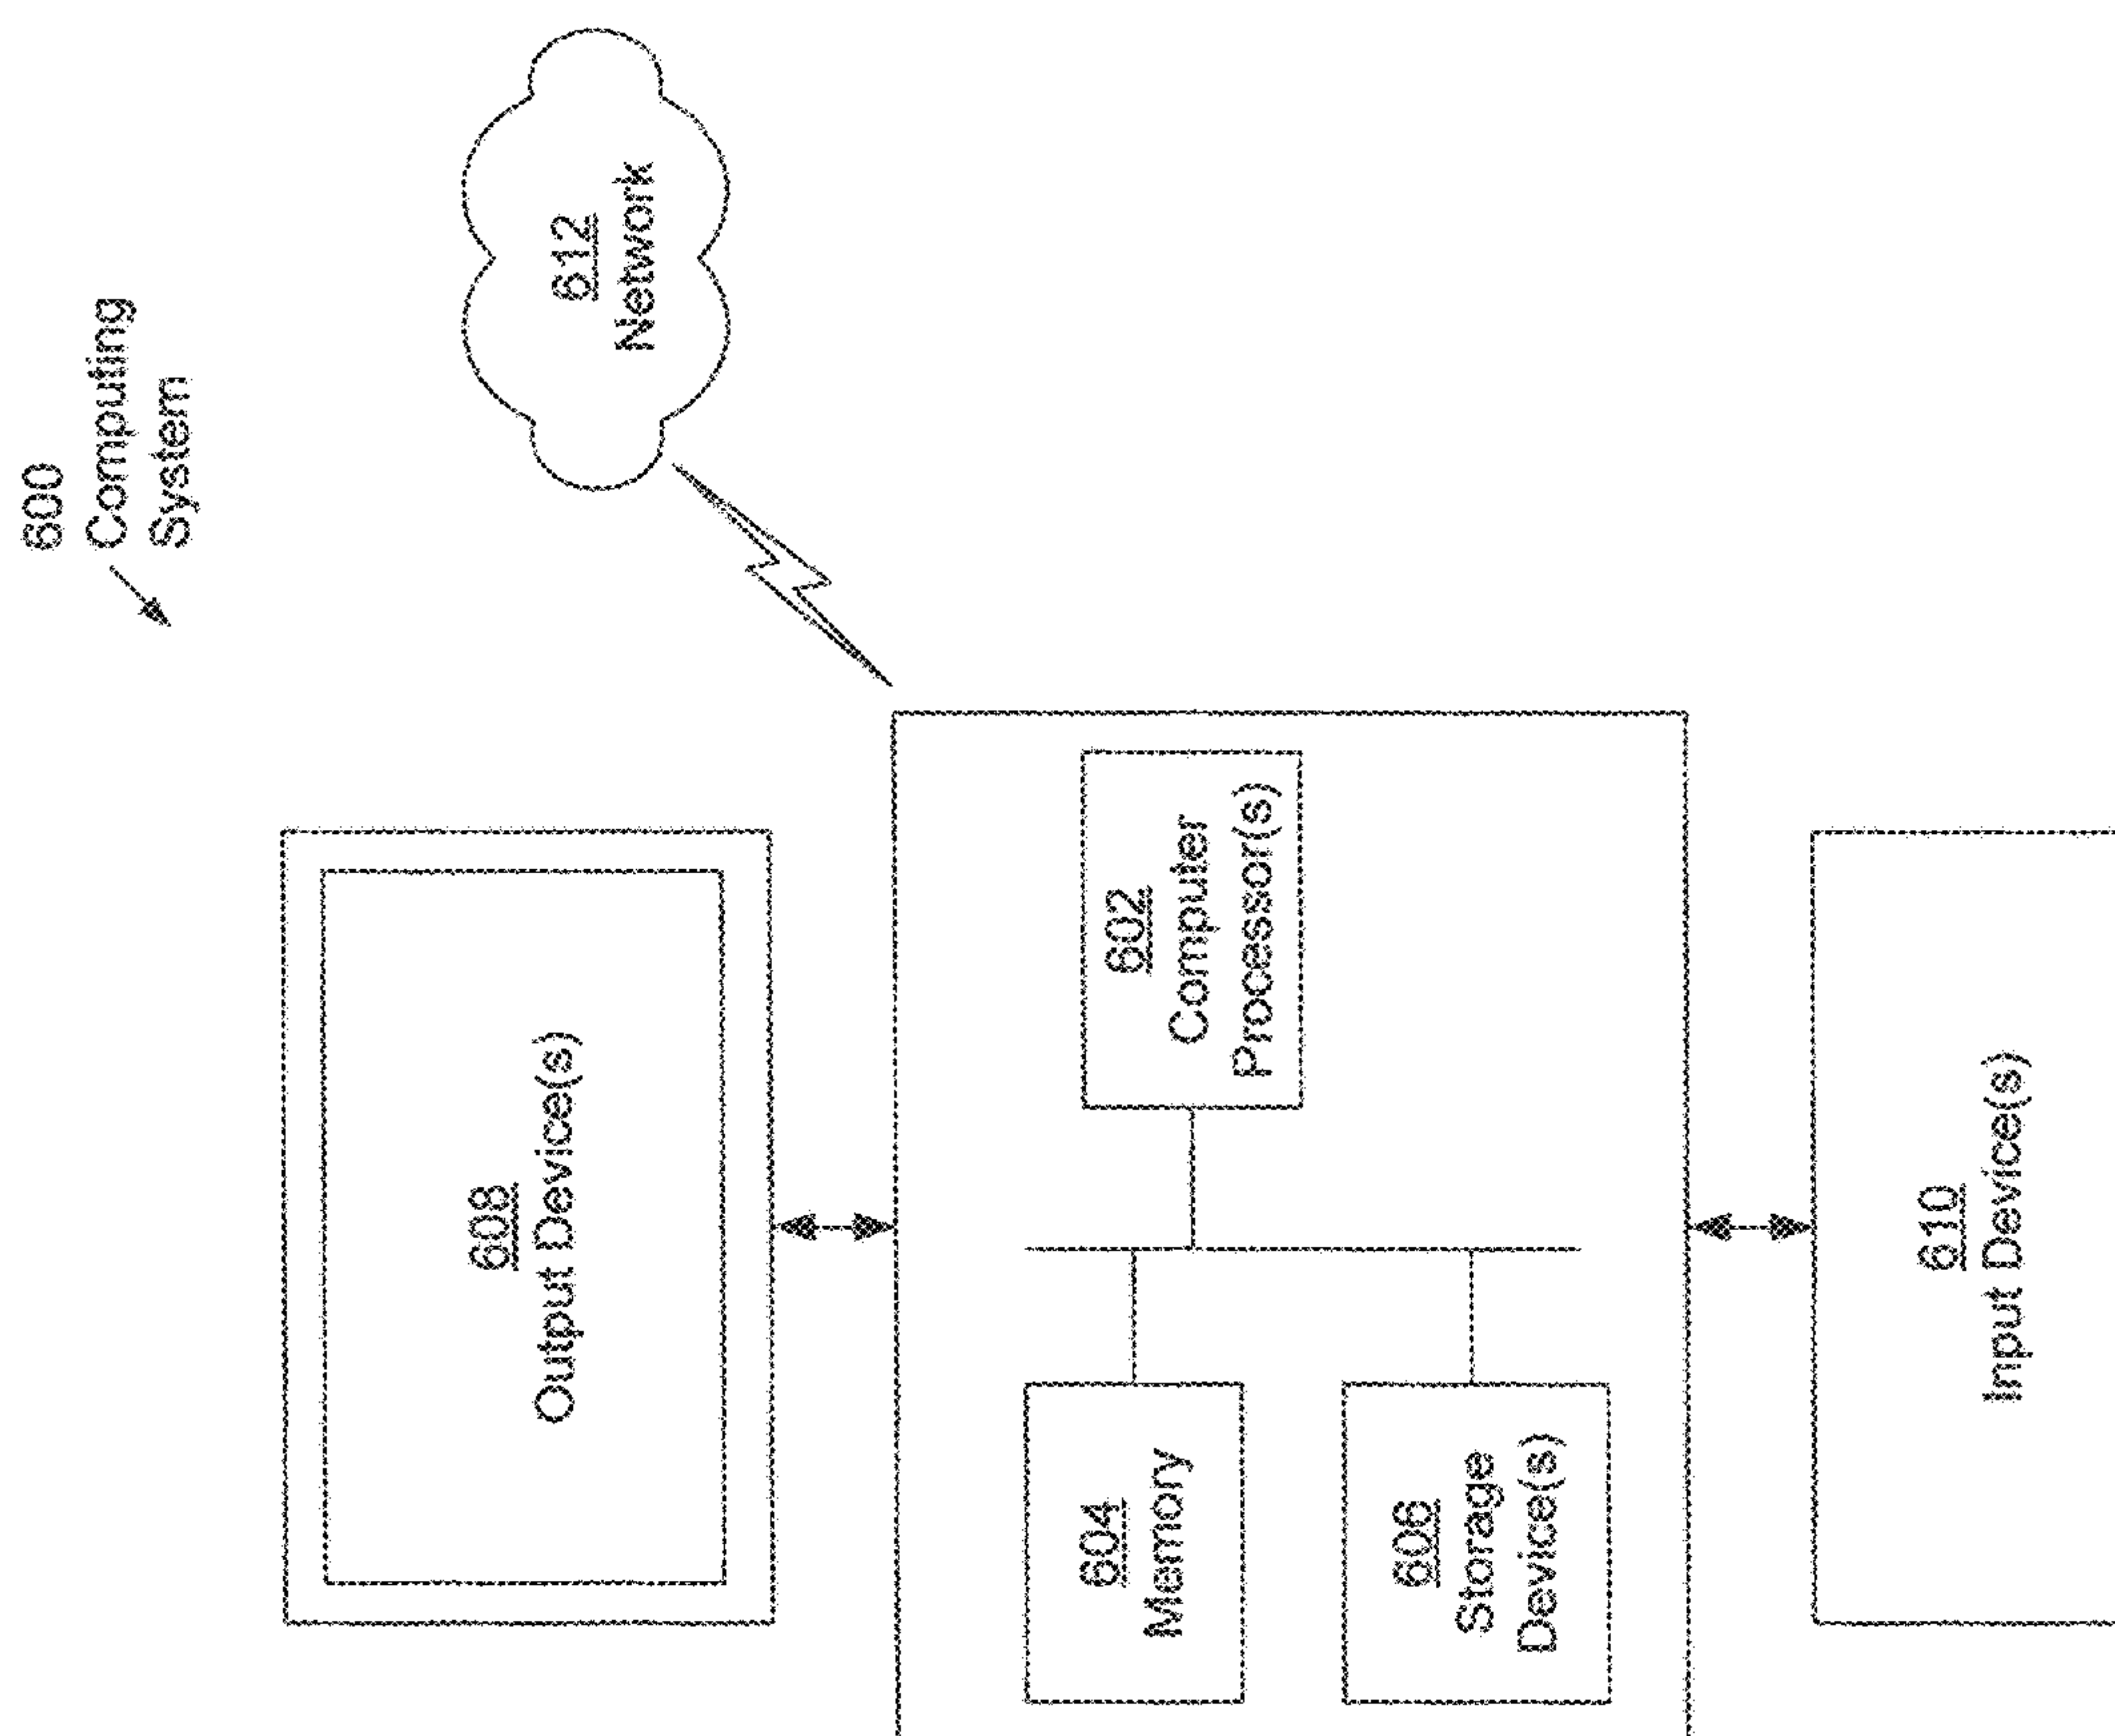 600
Computing
System
612
Network
608
Output Device(s)
602
Computer
Processor(s)
604
Memory
606
Storage
Device(s)
610
Input Device(s)